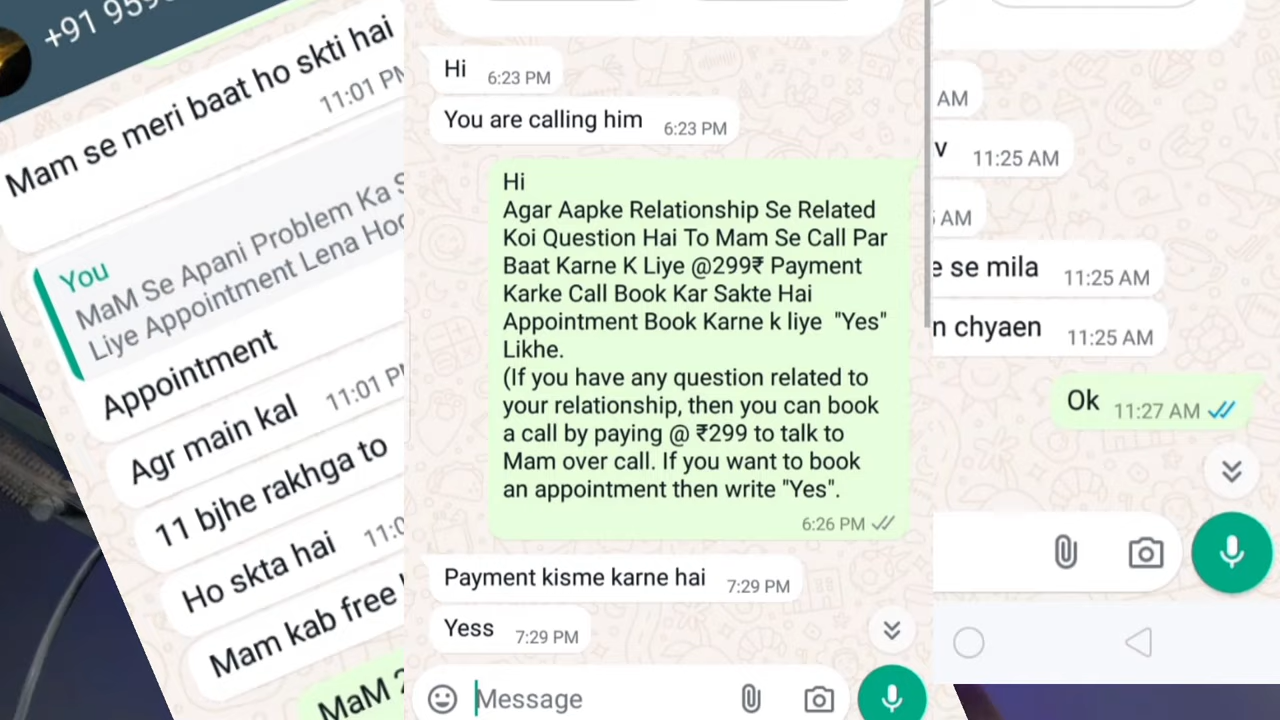 +91 959
Mam se meri baat ho skti hai
11:01 PM
You
MaM Se Apani Problem Ka
Liye Appointment Lena
Appointment
Agr main kal
11:01
11 bjhe rakhga to
Ho skta hai
11:0
Mam kab free
MaM
Hi 6:23 PM
You are calling him 6:23 PM
Hi
Agar Aapke Relationship Se Related
Koi Question Hai To Mam Se Call Par
Baat Karne K Liye @299₹ Payment
Karke Call Book Kar Sakte Hai
Appointment Book Karne k liye "Yes"
Likhe.
(If you have any question related to
your relationship, then you can book
a call by paying @ ₹299 to talk to
Mam over call. If you want to book
an appointment then write "Yes".
6:26 PM
Payment kisme karne hai 7:29 PM
Yess 7:29 PM
Message
AM
v 11:25 AM
AM
e se mila 11:25 AM
n chyaen 11:25 AM
Ok 11:27 AM